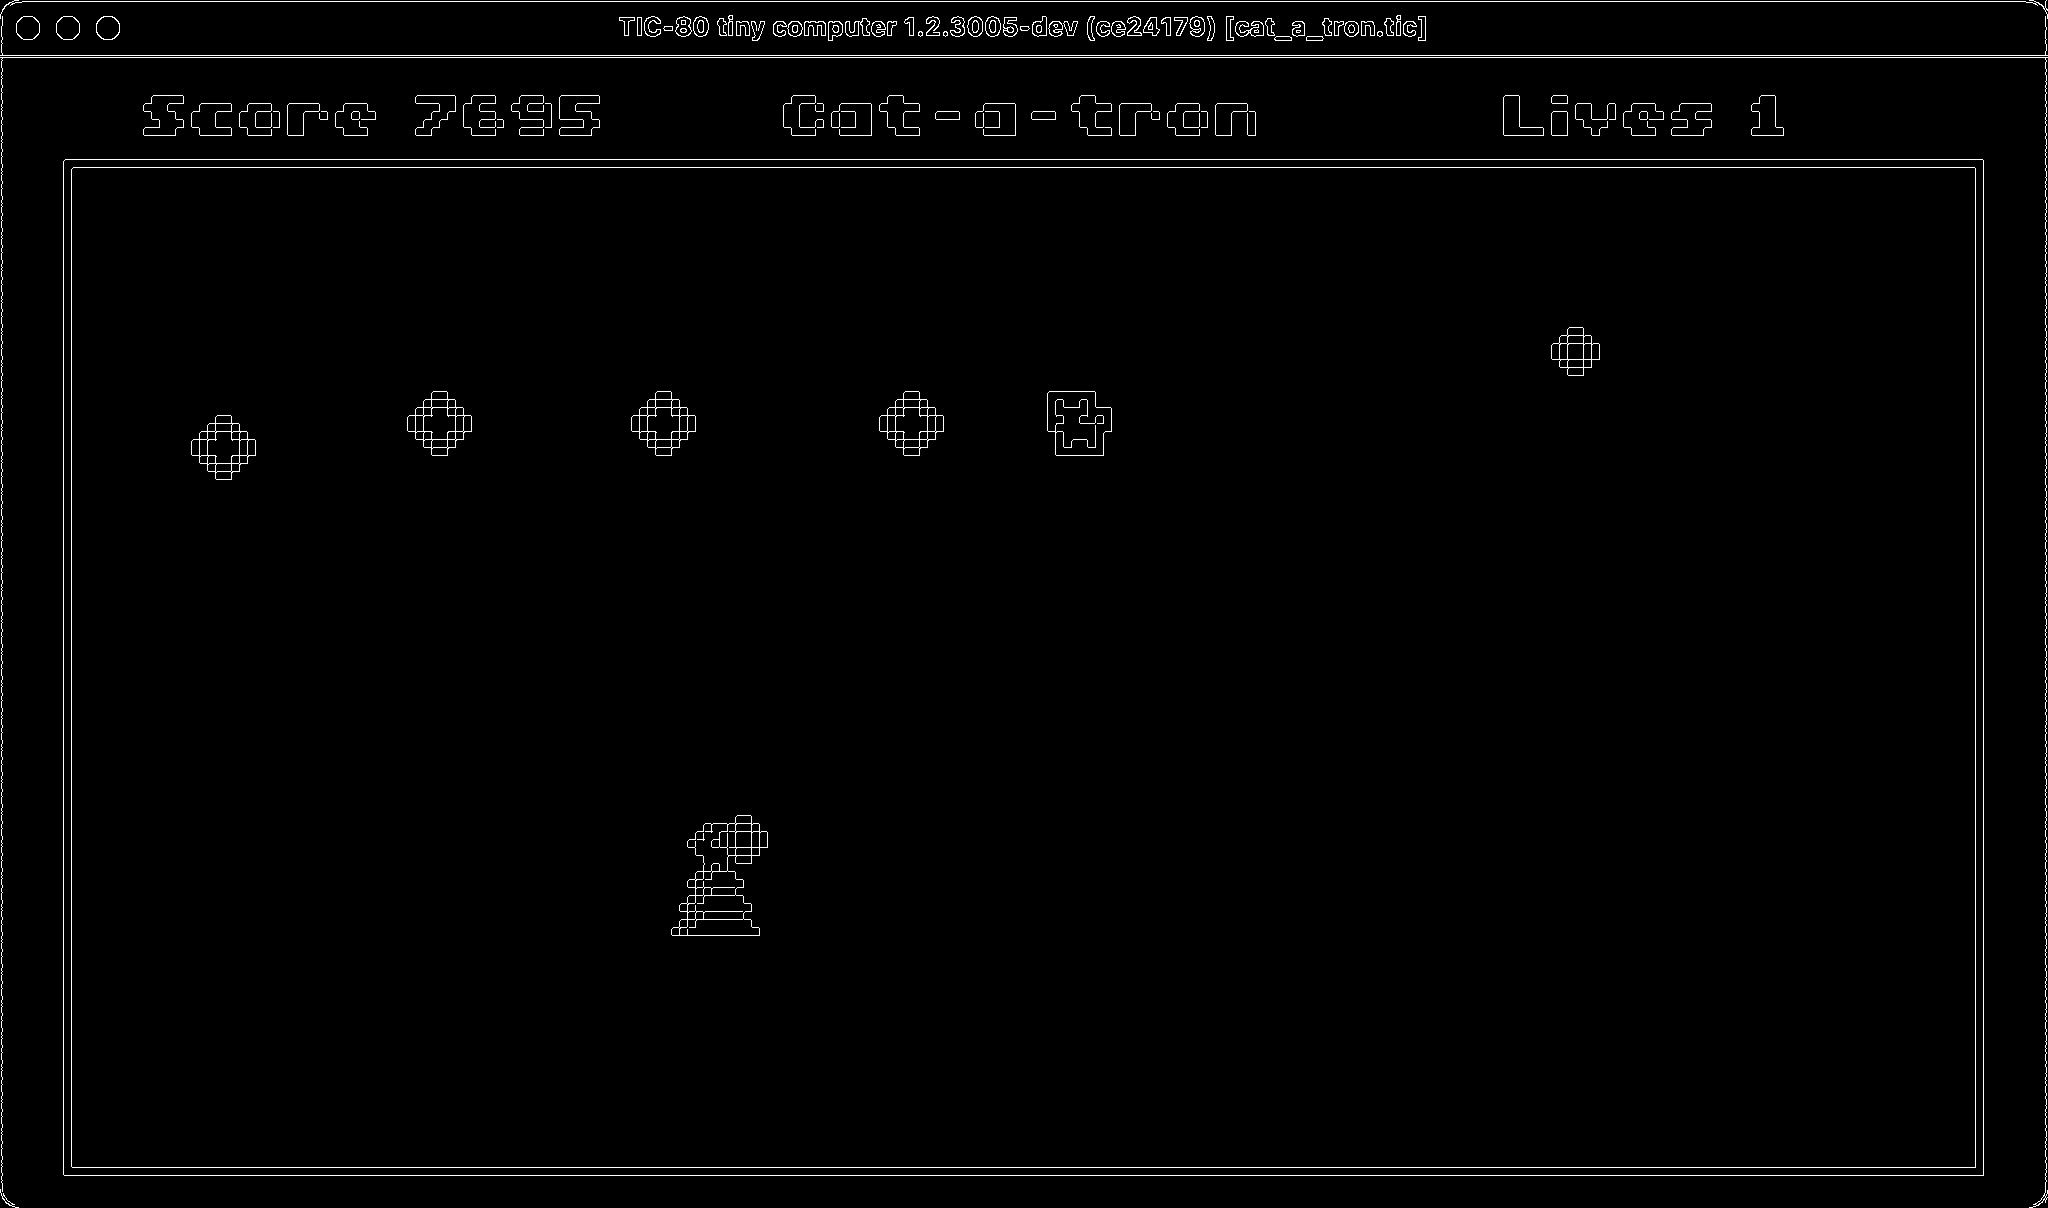 TIC-80 tiny computer 1.2.3005-dev (ce24179) [cat_a_tron.tic]
Score 7695 Cat-a-tron Lives 1